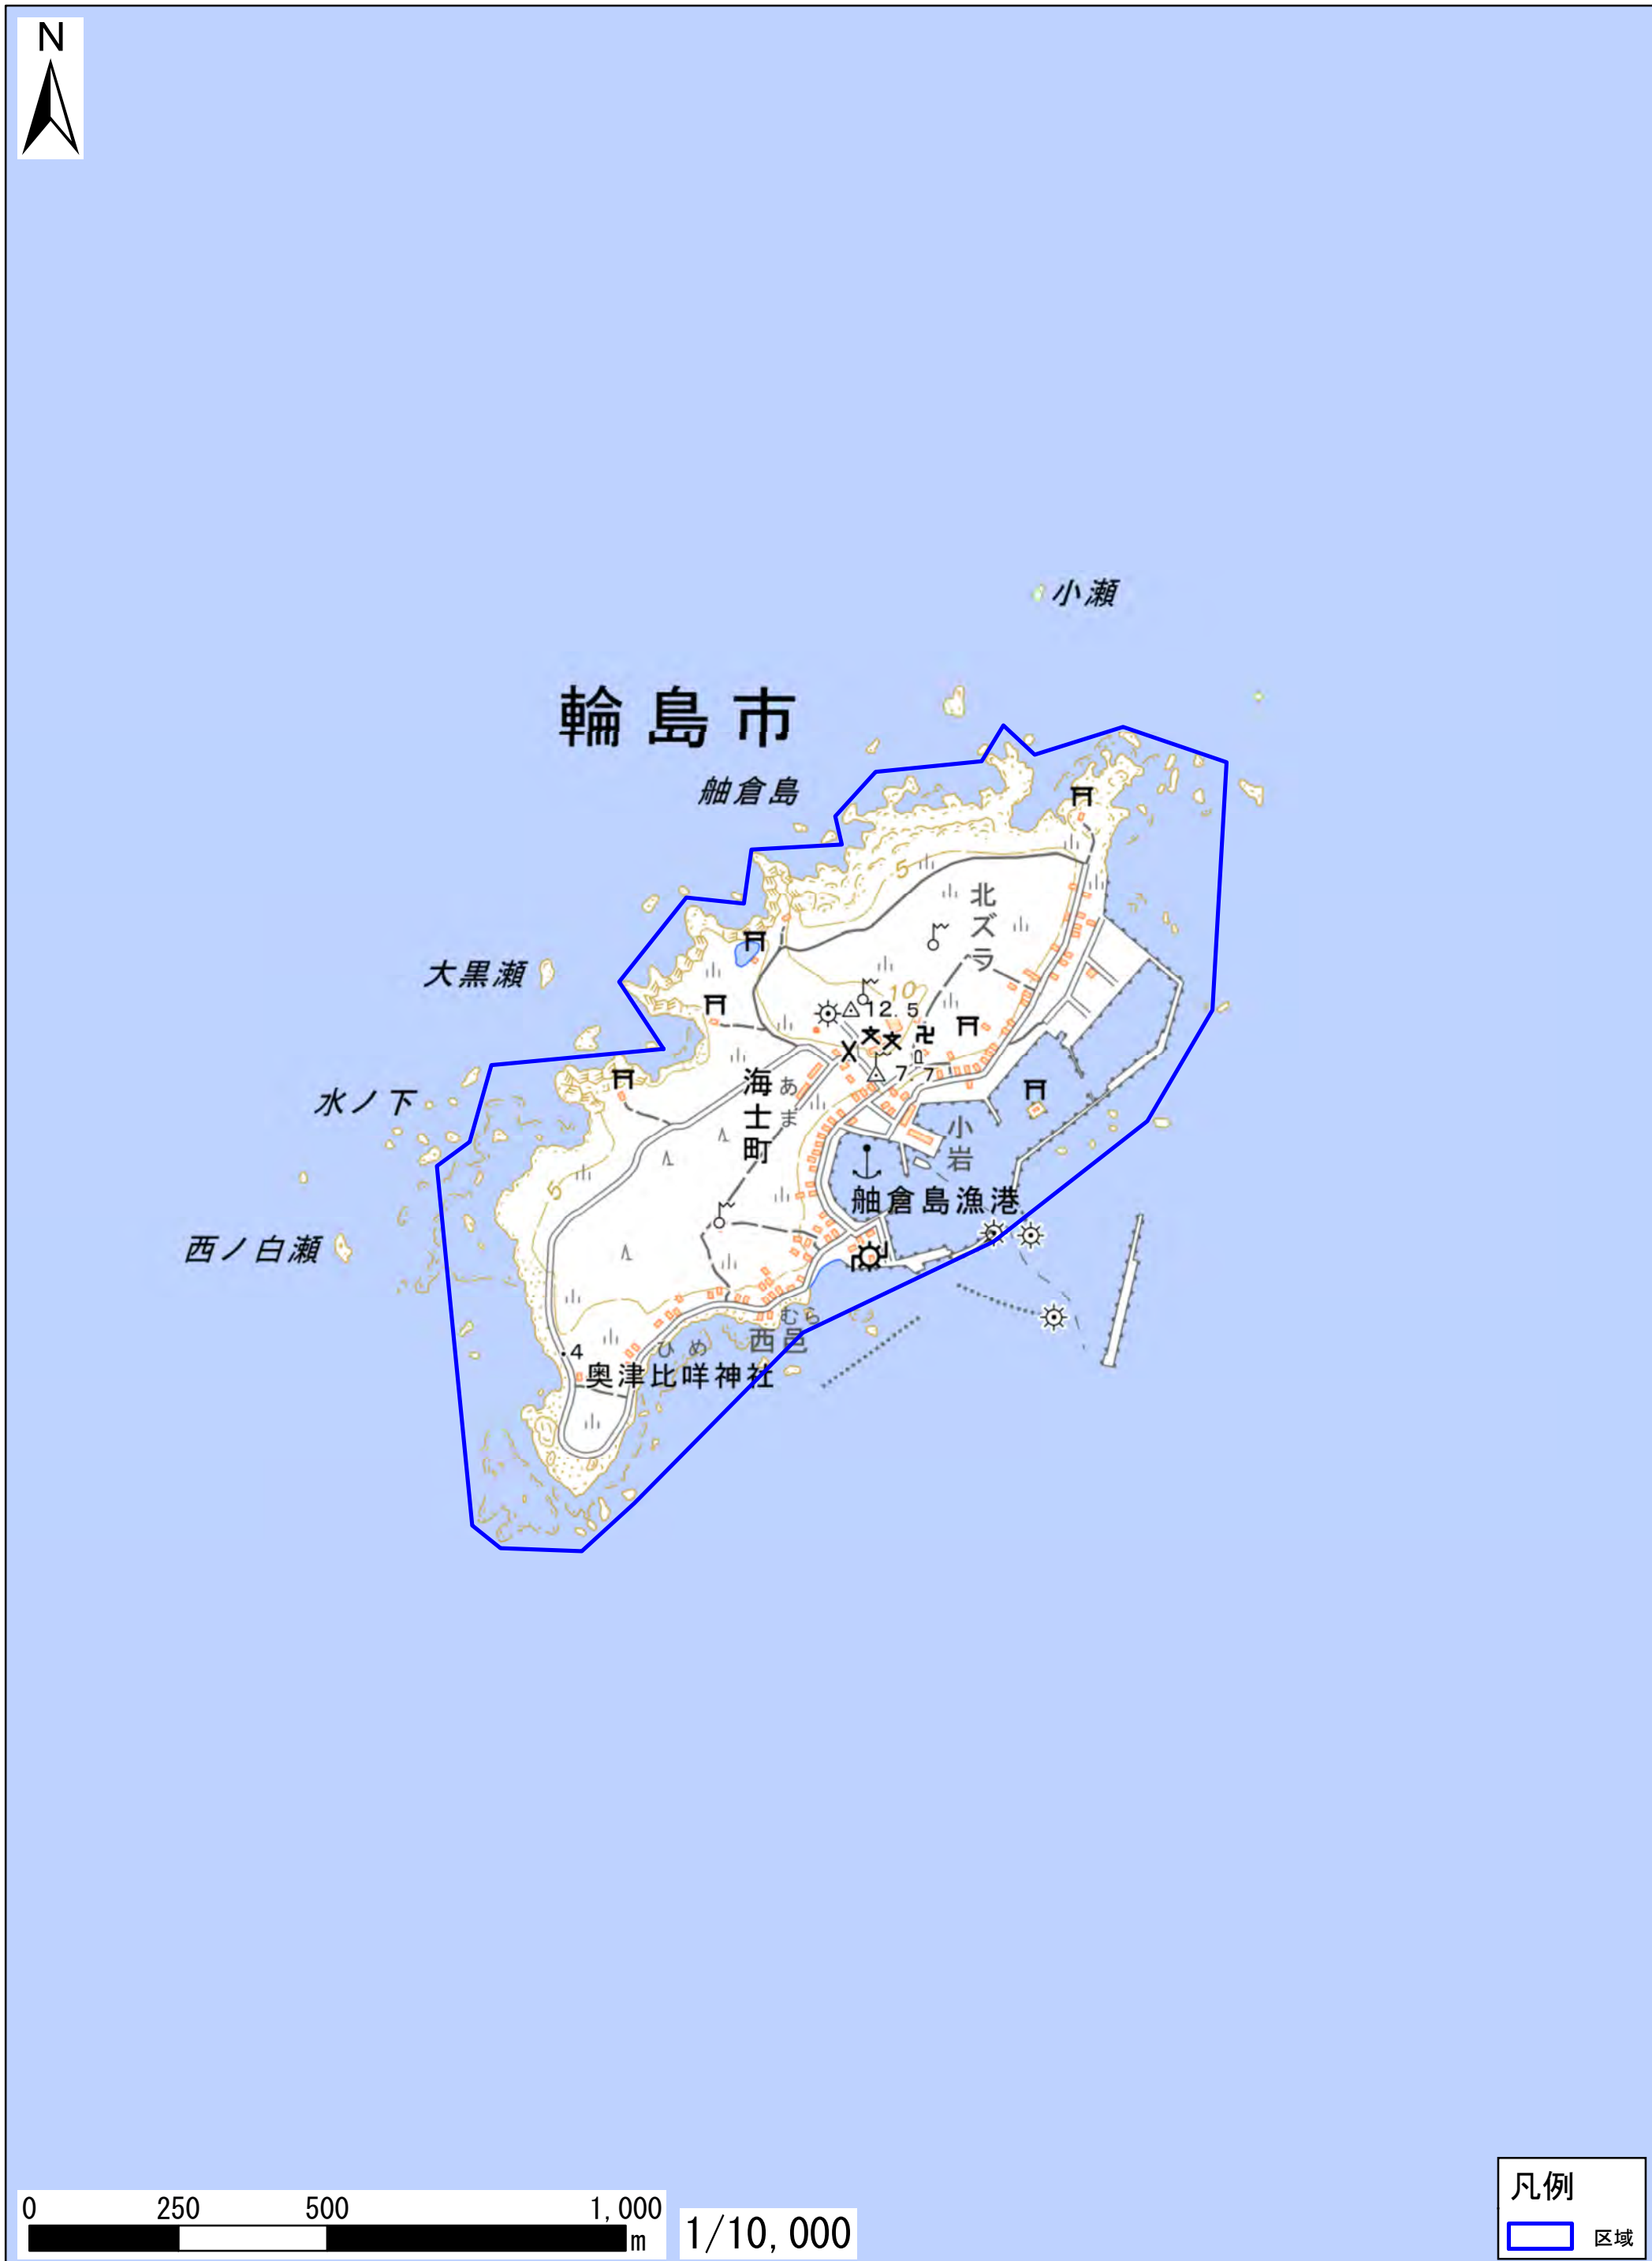 N
小瀬
輪島市
舳倉島
5
北ズラ
大黒瀬
10
12.5
7.7
海士町
あま
水ノ下
小岩
舳倉島漁港
5
西ノ白瀬
むら
西邑
.4
ひめ
奥津比咩神社
0 250 500 1,000
m
1/10,000
凡例
区域